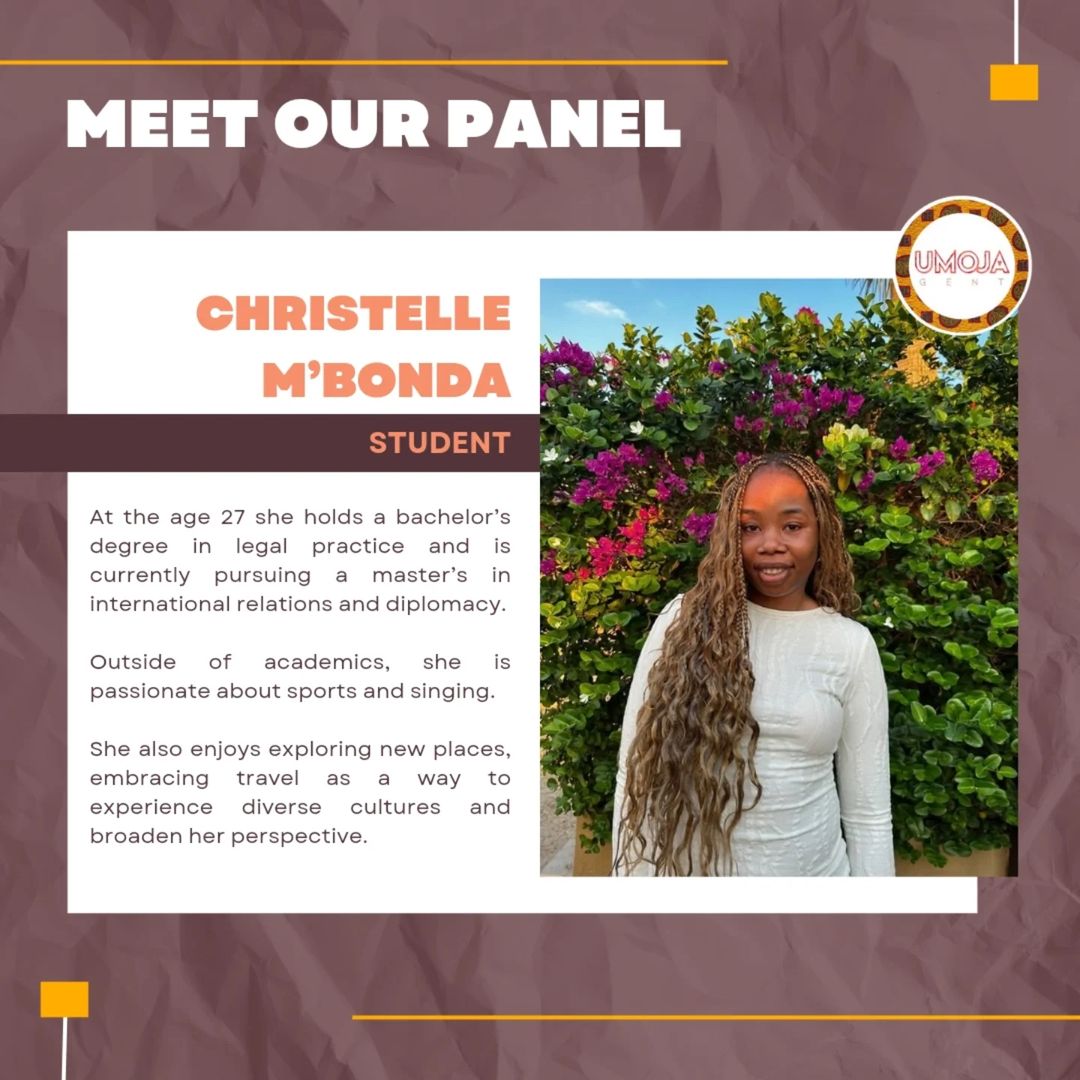 MEET OUR PANEL
UMOJA
GENT
CHRISTELLE
M’BONDA
STUDENT
At the age 27 she holds a bachelor’s
degree in legal practice and is
currently pursuing a master’s in
international relations and diplomacy.
Outside of academics, she is
passionate about sports and singing.
She also enjoys exploring new places,
embracing travel as a way to
experience diverse cultures and
broaden her perspective.